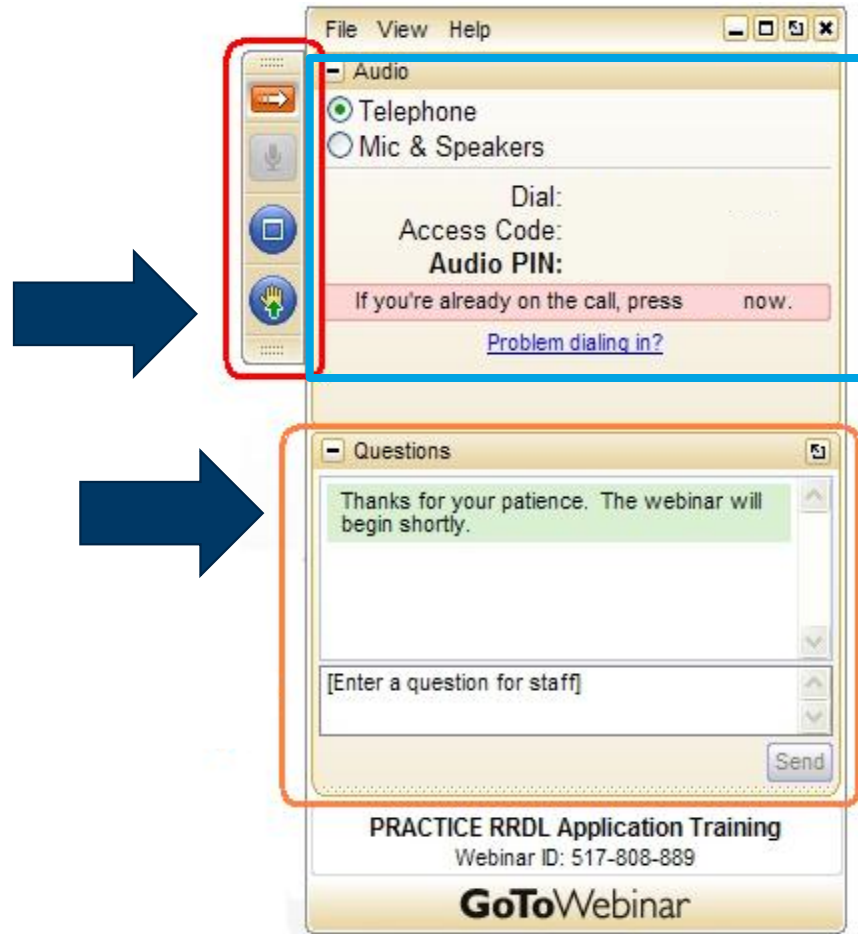 File View Help
Audio
Telephone
Mic & Speakers
Dial:
Access Code:
Audio PIN:
If you're already on the call, press now.
Problem dialing in?
Questions
Thanks for your patience. The webinar will
begin shortly.
[Enter a question for staff]
Send
PRACTICE RRDL Application Training
Webinar ID: 517-808-889
GoToWebinar